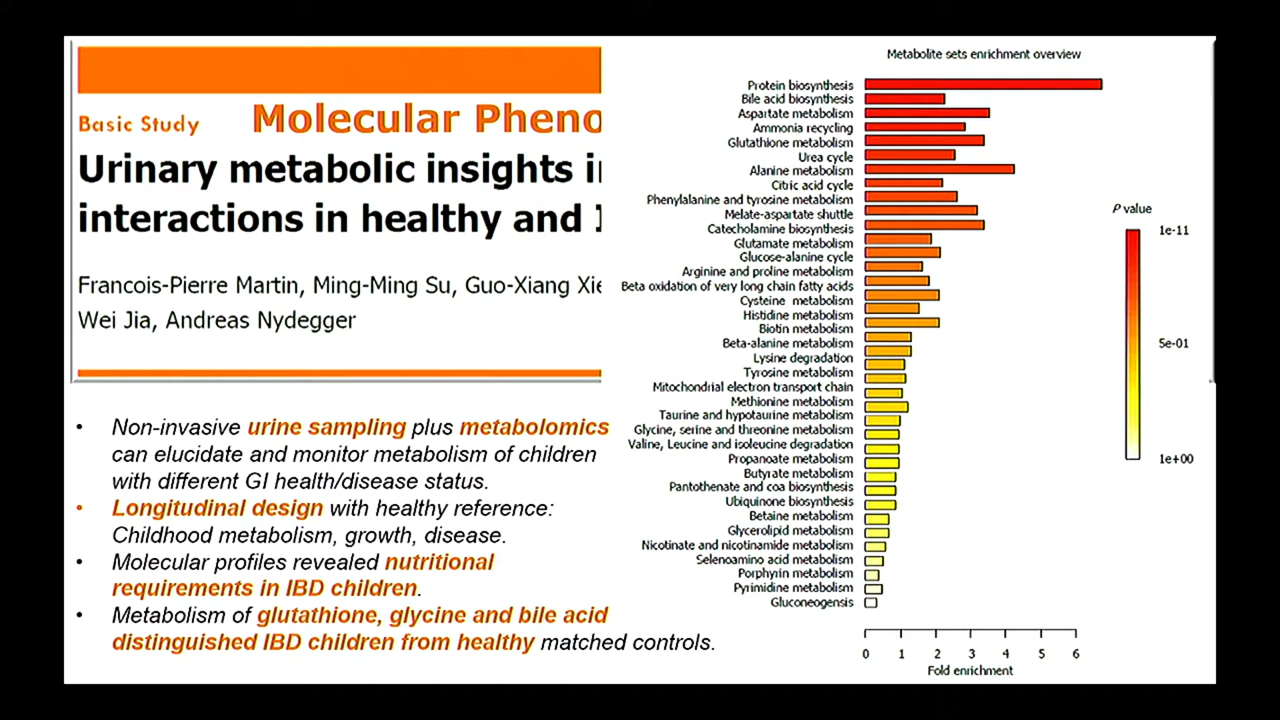 Basic Study Molecular Pheno
Urinary metabolic insights i
interactions in healthy and
Francois-Pierre Martin, Ming-Ming Su, Guo-Xiang Xie
Wei Jia, Andreas Nydegger
• Non-invasive urine sampling plus metabolomics
can elucidate and monitor metabolism of children
with different GI health/disease status.
• Longitudinal design with healthy reference:
Childhood metabolism, growth, disease.
• Molecular profiles revealed nutritional
requirements in IBD children.
• Metabolism of glutathione, glycine and bile acid
distinguished IBD children from healthy matched controls.
Metabolite sets enrichment overview
Protein biosynthesis
Bile acid biosynthesis
Aspartate metabolism
Ammonia recycling
Glutathione metabolism
Urea cycle
Alanine metabolism
Citric acid cycle
Phenylalanine and tyrosine metabolism
Melate-aspartate shuttle
Catecholamine biosynthesis
Glutamate metabolism
Glucose-alanine cycle
Arginine and proline metabolism
Beta oxidation of very long chain fatty acids
Cysteine metabolism
Histidine metabolism
Biotin metabolism
Beta-alanine metabolism
Lysine degradation
Tyrosine metabolism
Mitochondrial electron transport chain
Methionine metabolism
Taurine and hypotaurine metabolism
Glycine, serine and threonine metabolism
Valine, Leucine and isoleucine degradation
Propanoate metabolism
Butyrate metabolism
Pantothenate and coa biosynthesis
Ubiquinone biosynthesis
Betaine metabolism
Glycerolipid metabolism
Nicotinate and nicotinamide metabolism
Selenoamino acid metabolism
Porphyrin metabolism
Pyrimidine metabolism
Gluconeogensis
0 1 2 3 4 5 6
Fold enrichment
P value
1e-11
5e-01
1e+00